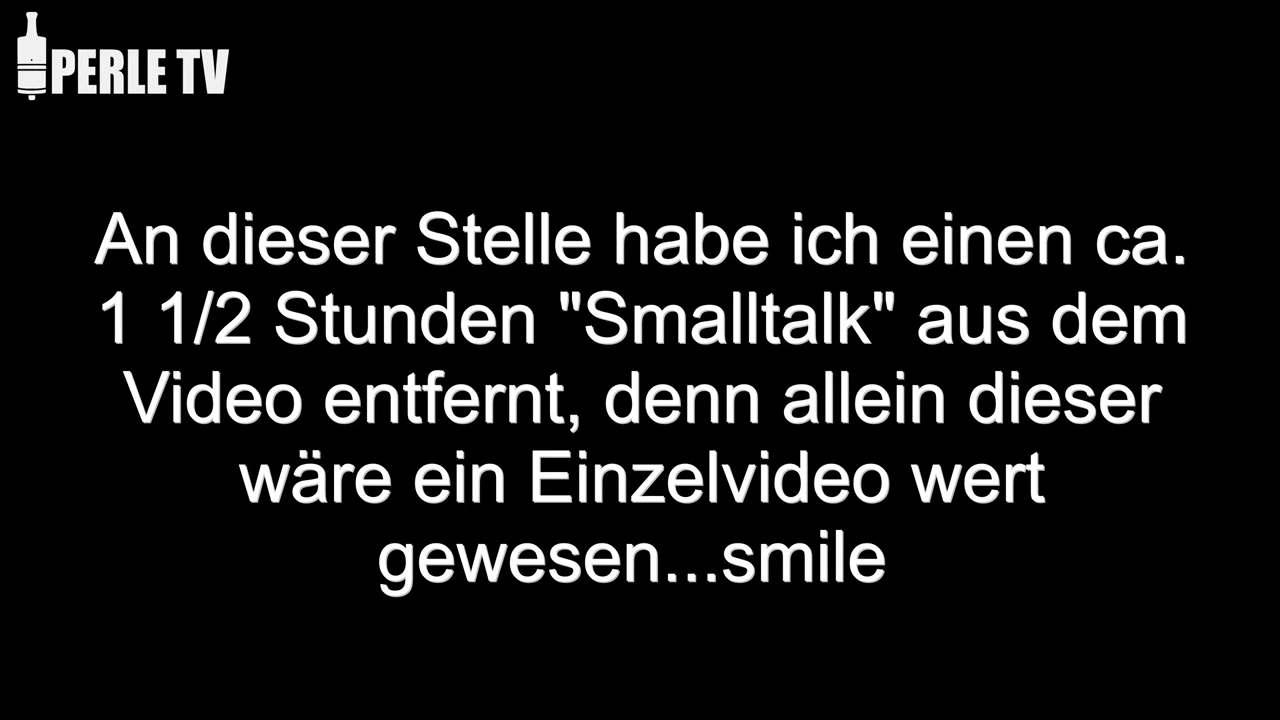 PERLE TV
An dieser Stelle habe ich einen ca.
1 1/2 Stunden "Smalltalk" aus dem
Video entfernt, denn allein dieser
wäre ein Einzelvideo wert
gewesen...smile